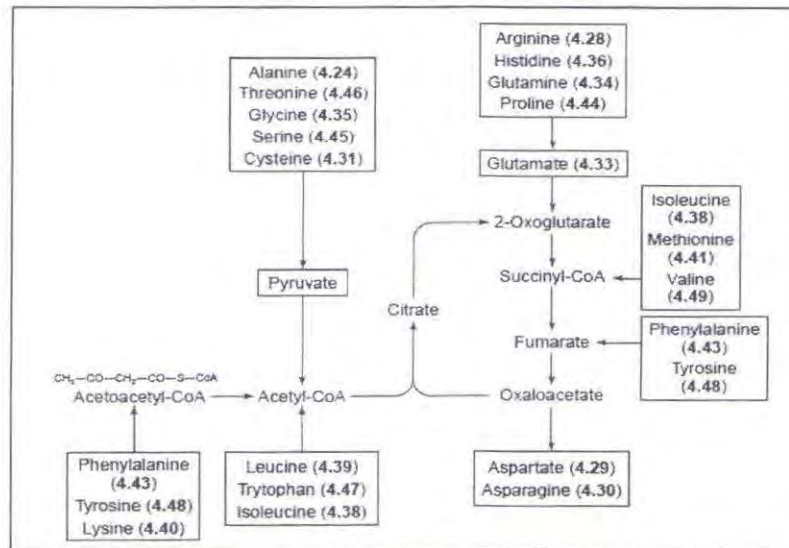 Alanine (4.24)
Threonine (4.46)
Glycine (4.35)
Serine (4.45)
Cysteine (4.31)
Arginine (4.28)
Histidine (4.36)
Glutamine (4.34)
Proline (4.44)
Glutamate (4.33)
2-Oxoglutarate
Isoleucine
(4.38)
Methionine
(4.41)
Valine
(4.49)
Succinyl-CoA
Pyruvate
Citrate
Fumarate
Phenylalanine
(4.43)
Tyrosine
(4.48)
CH₃—CO—CH₂—CO—S—CoA
Acetoacetyl-CoA
Acetyl-CoA
Oxaloacetate
Phenylalanine
(4.43)
Tyrosine (4.48)
Lysine (4.40)
Leucine (4.39)
Trytophan (4.47)
Isoleucine (4.38)
Aspartate (4.29)
Asparagine (4.30)